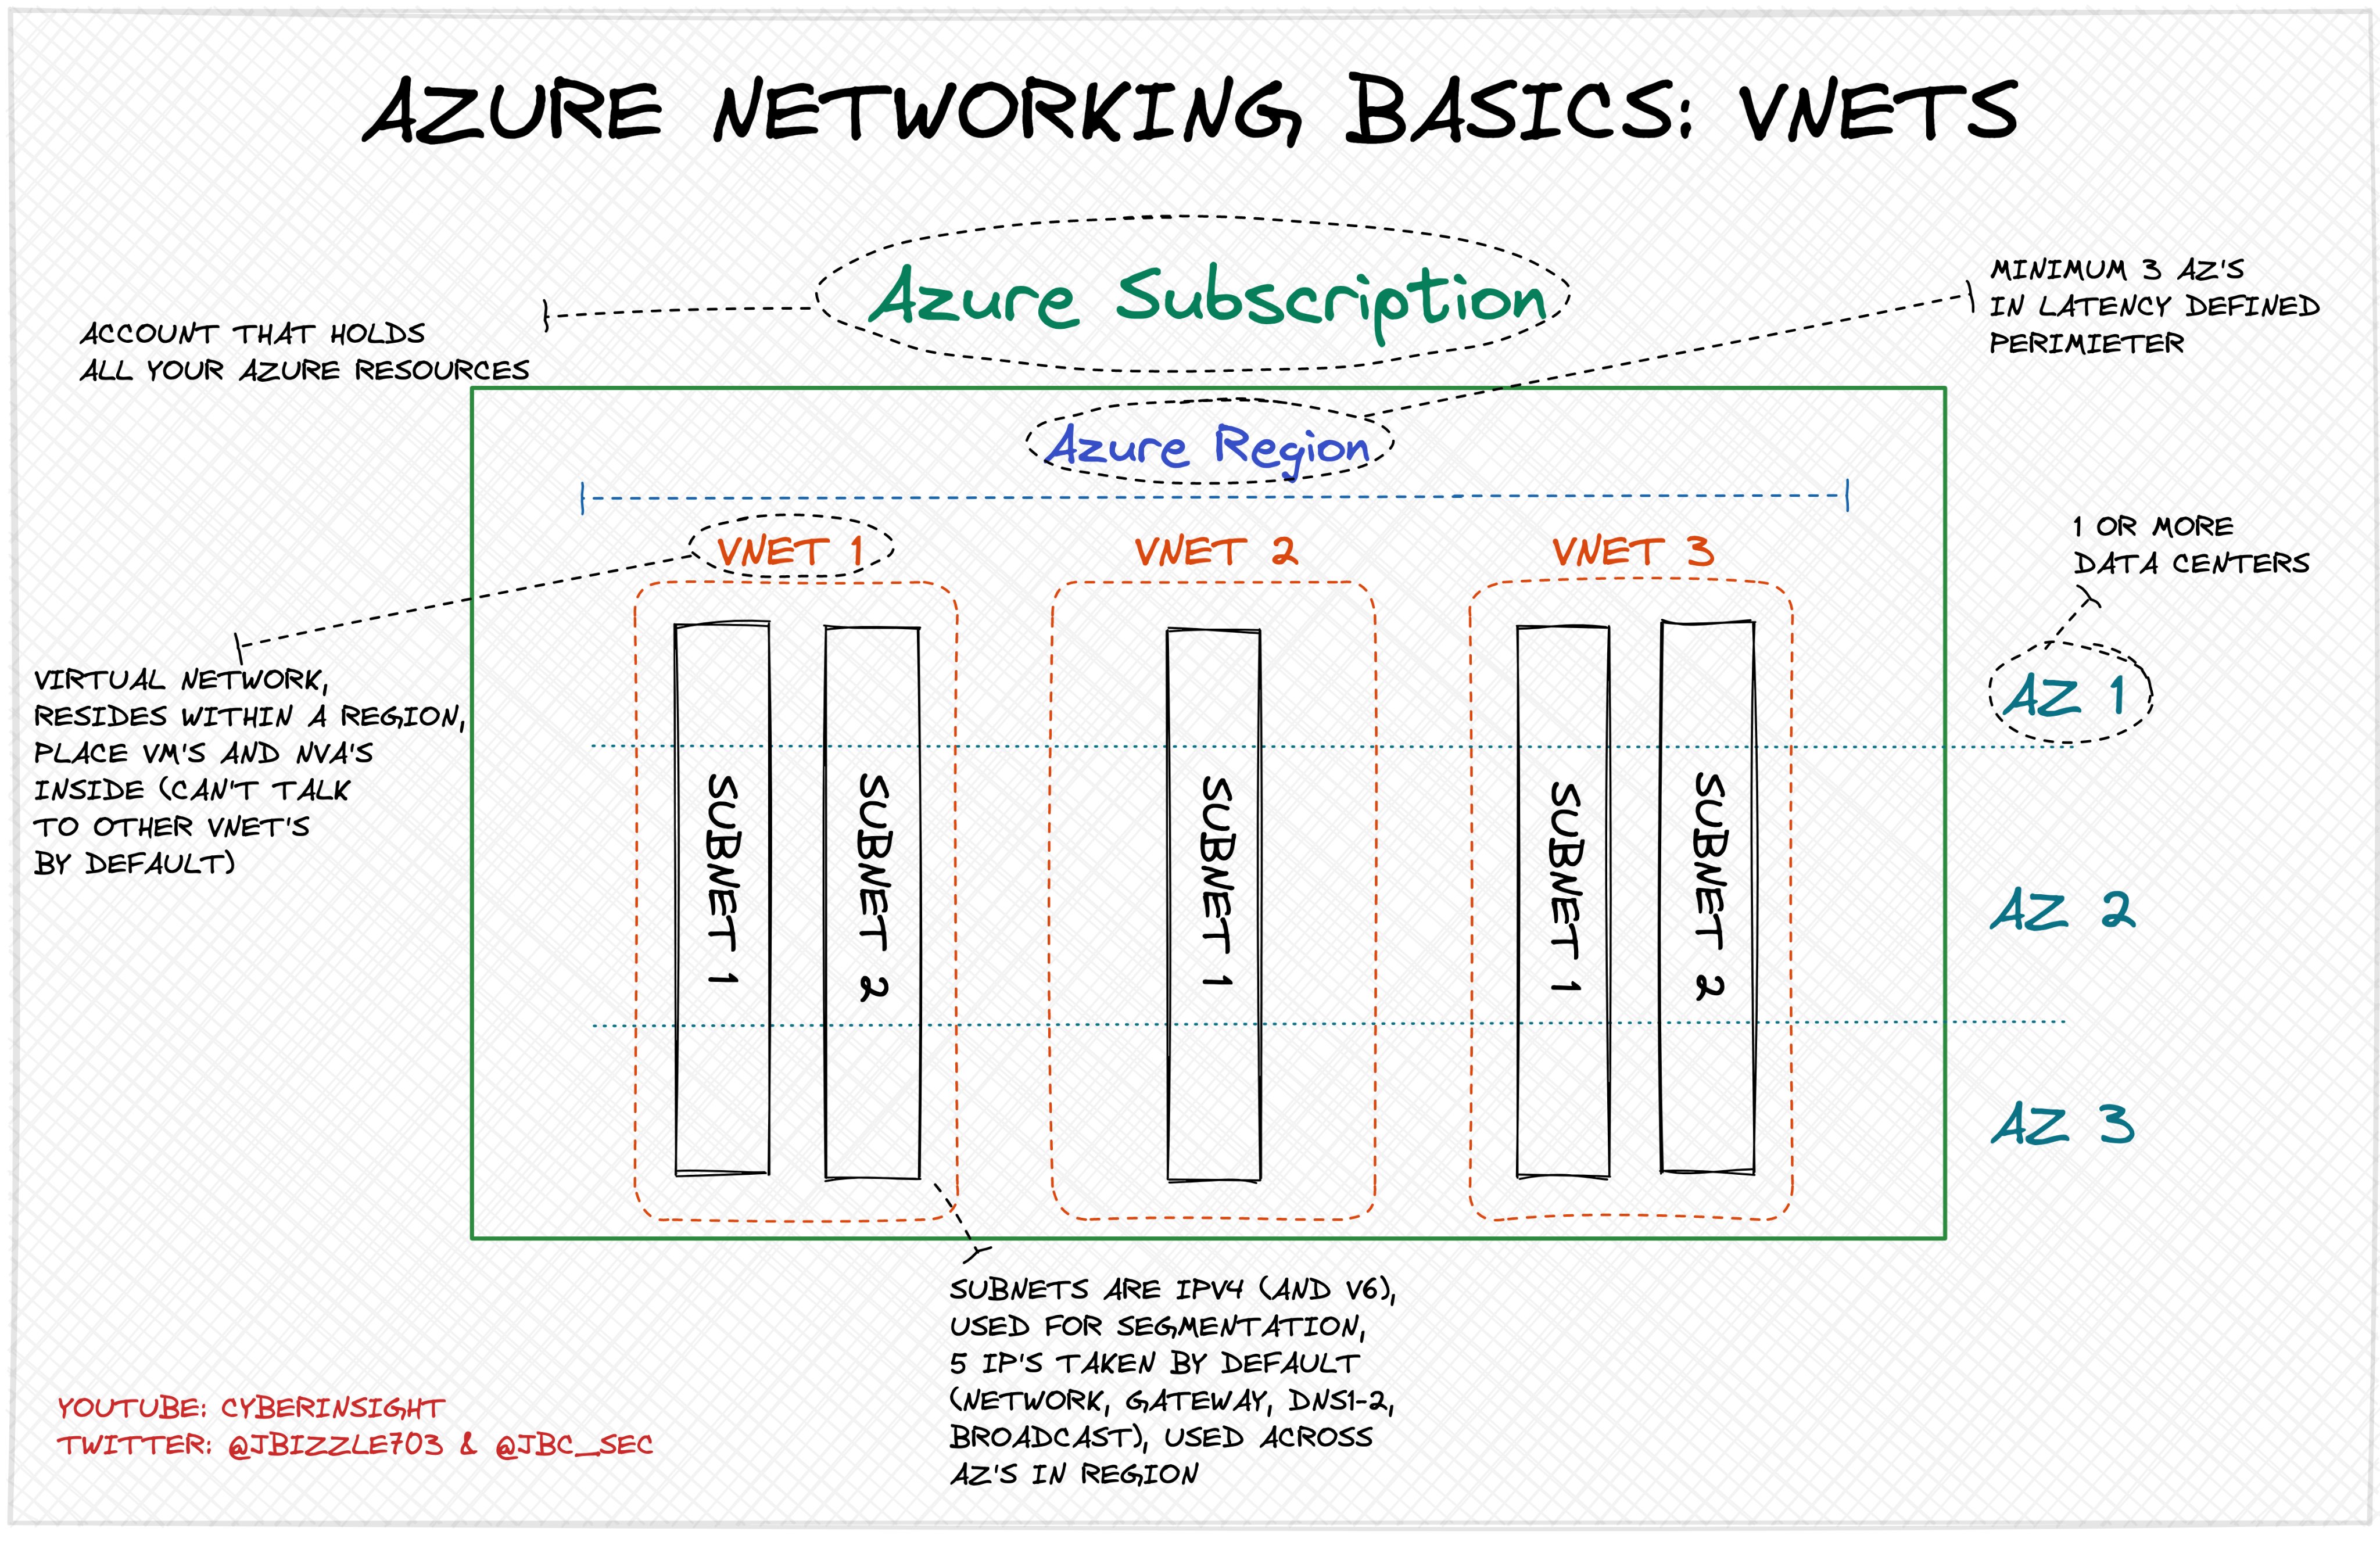 AZURE NETWORKING BASICS: VNETS
Azure Subscription
ACCOUNT THAT HOLDS
ALL YOUR AZURE RESOURCES
MINIMUM 3 AZ'S
IN LATENCY DEFINED
PERIMIETER
Azure Region
VNET 1
VNET 2
VNET 3
1 OR MORE
DATA CENTERS
VIRTUAL NETWORK,
RESIDES WITHIN A REGION,
PLACE VM'S AND NVA'S
INSIDE (CAN'T TALK
TO OTHER VNET'S
BY DEFAULT)
SUBNET 1
SUBNET 2
SUBNET 1
SUBNET 1
SUBNET 2
AZ 1
AZ 2
AZ 3
SUBNETS ARE IPV4 (AND V6),
USED FOR SEGMENTATION,
5 IP'S TAKEN BY DEFAULT
(NETWORK, GATEWAY, DNS1-2,
BROADCAST), USED ACROSS
AZ'S IN REGION
YOUTUBE: CYBERINSIGHT
TWITTER: @JBIZZLE703 & @JBC_SEC